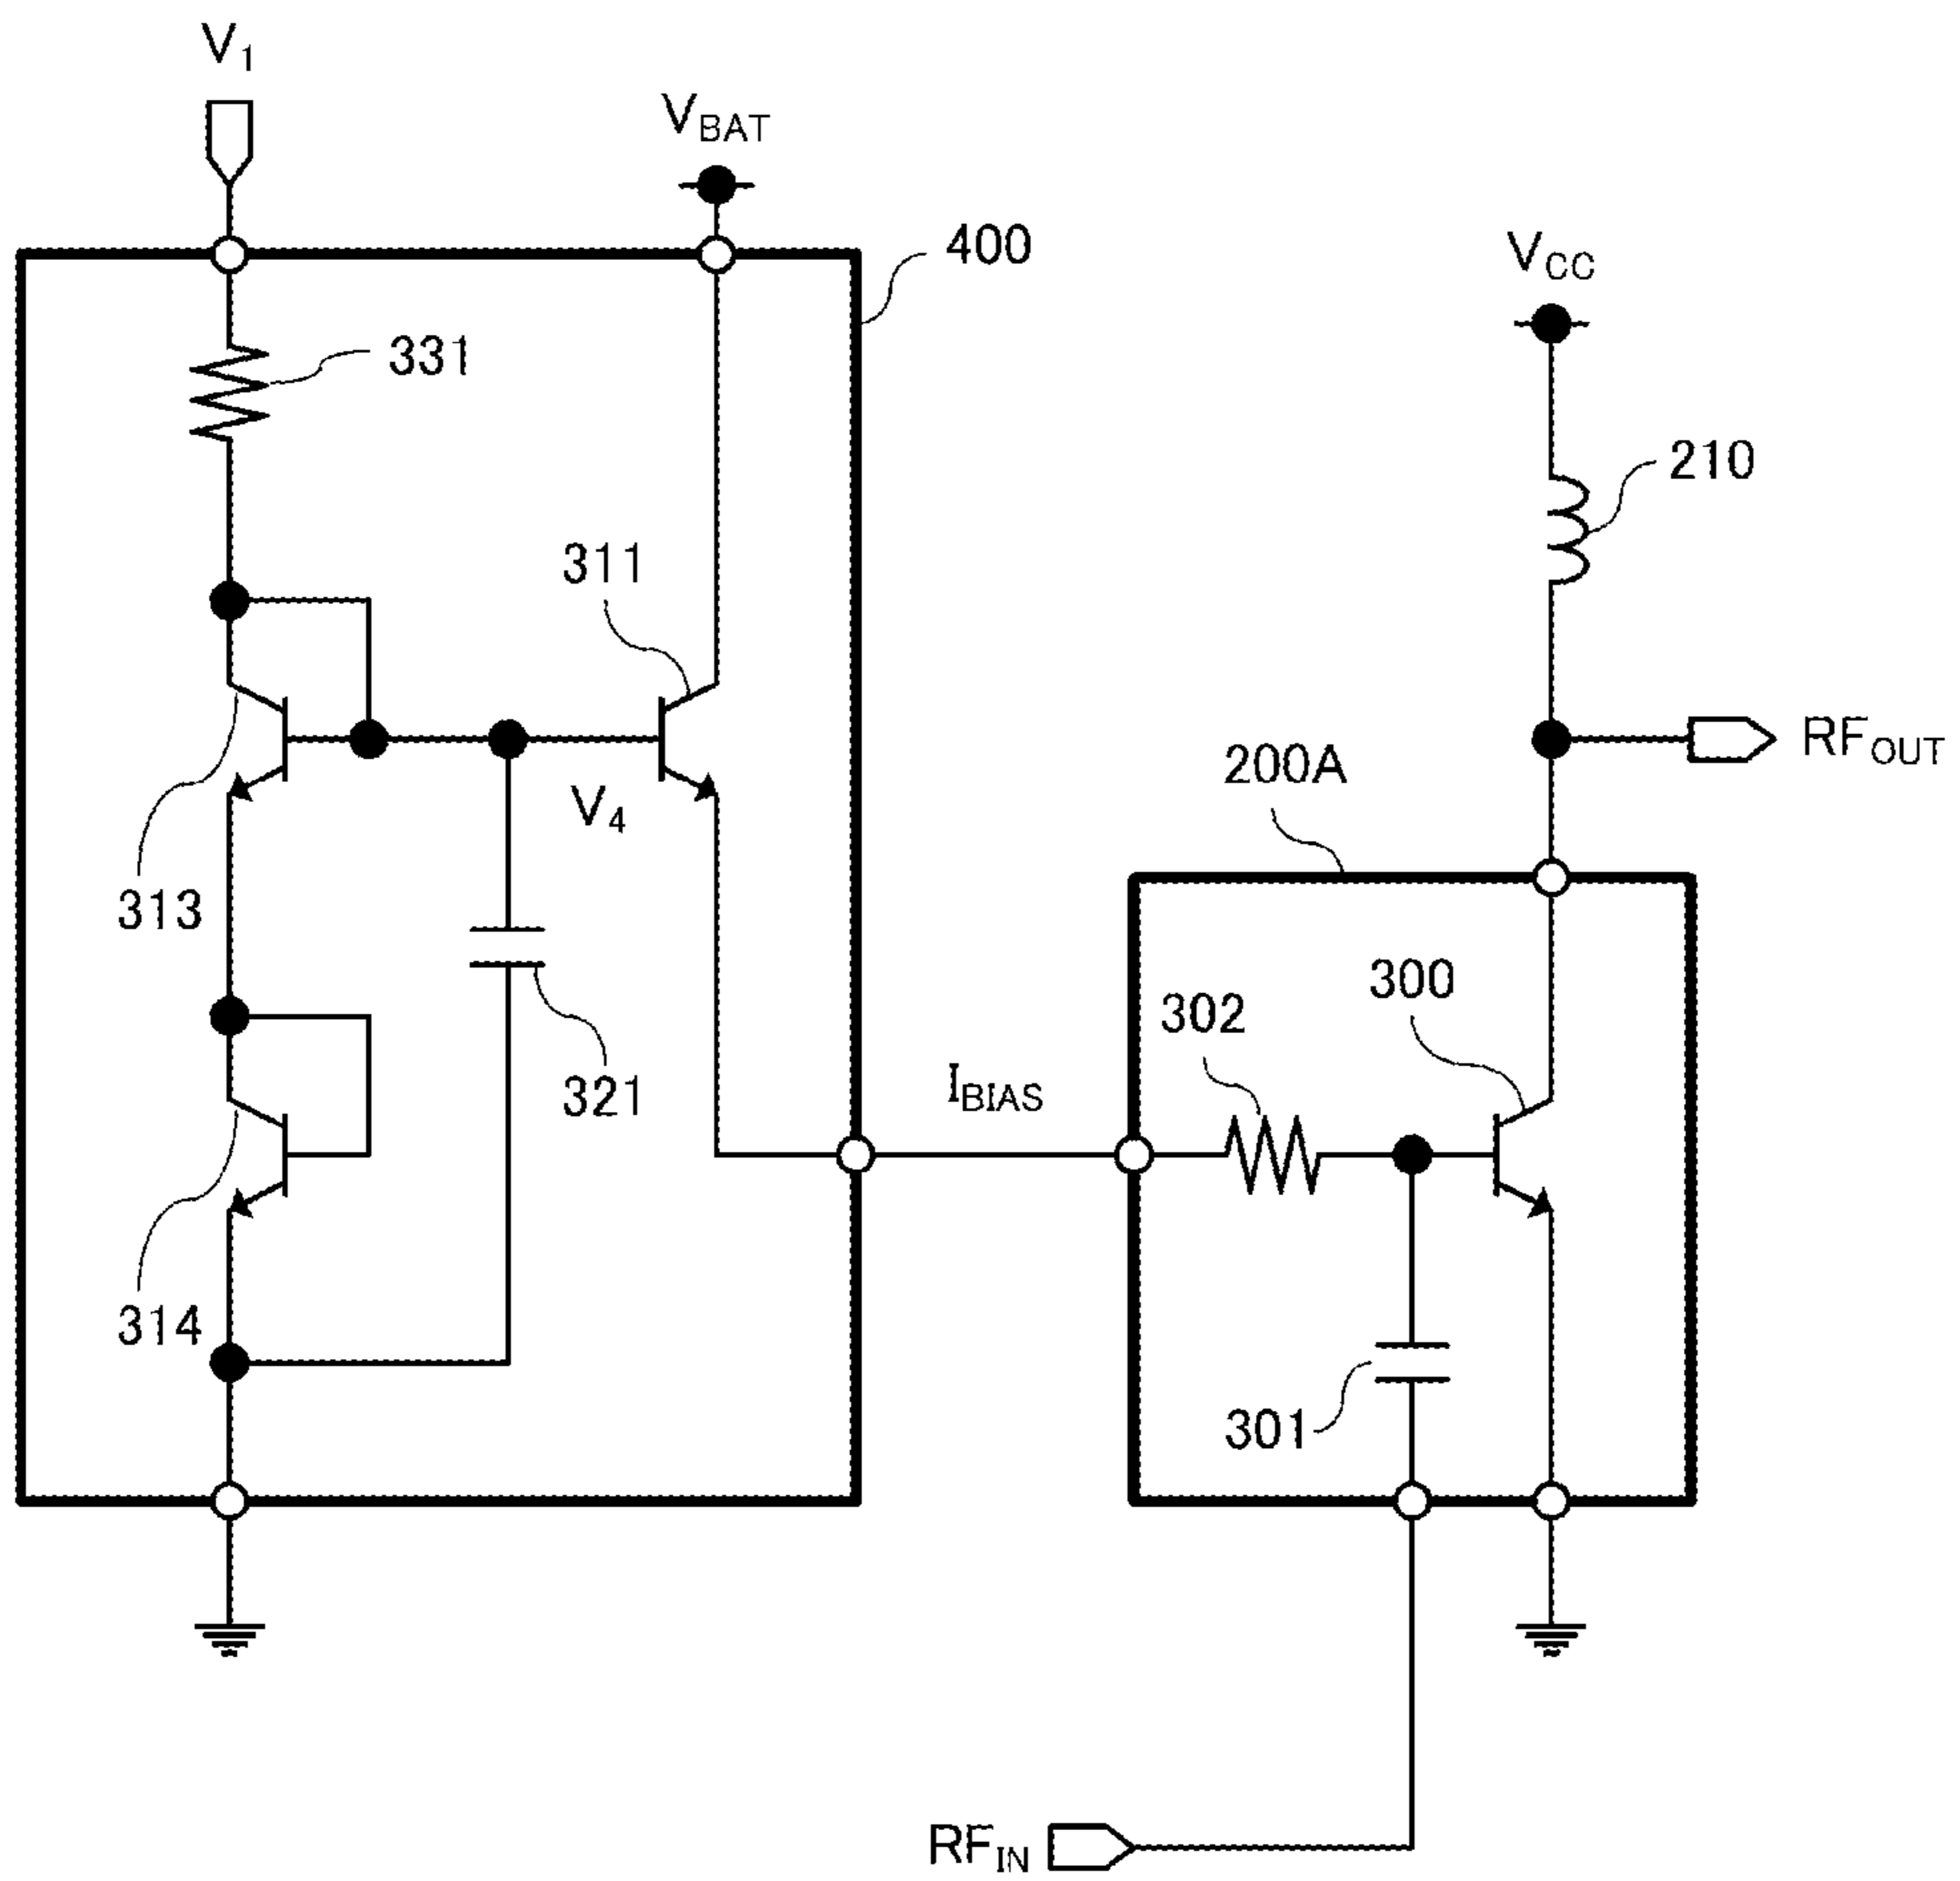 V1
VBAT
400
VCC
331
210
311
RFOUT
200A
V4
313
300
302
IBIAS
321
314
301
RFIN